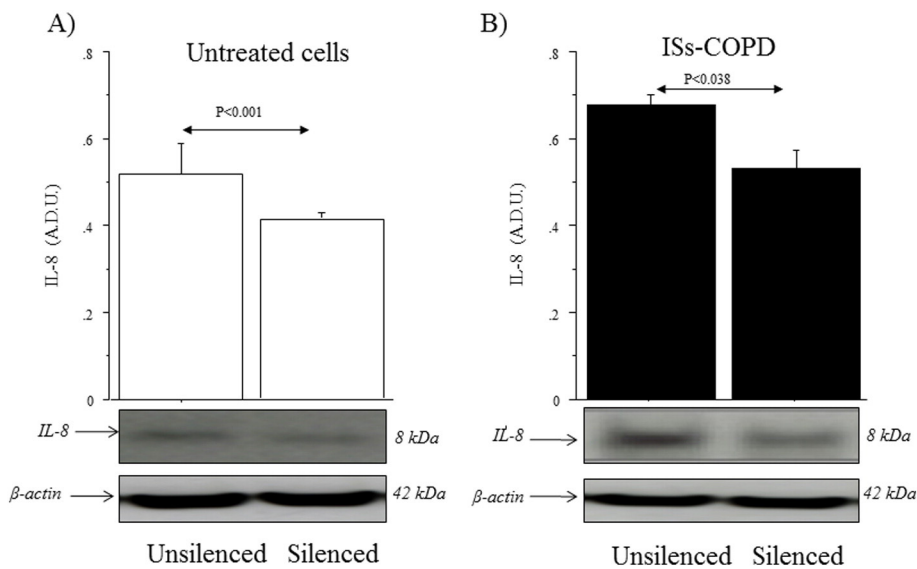 A)
Untreated cells
.8
.6
.4
.2
0
IL-8 (A.D.U.)
P<0.001
IL-8
8 kDa
β-actin
42 kDa
Unsilenced Silenced
B)
ISs-COPD
.8
.6
.4
.2
0
IL-8 (A.D.U.)
P<0.038
IL-8
8 kDa
β-actin
42 kDa
Unsilenced Silenced